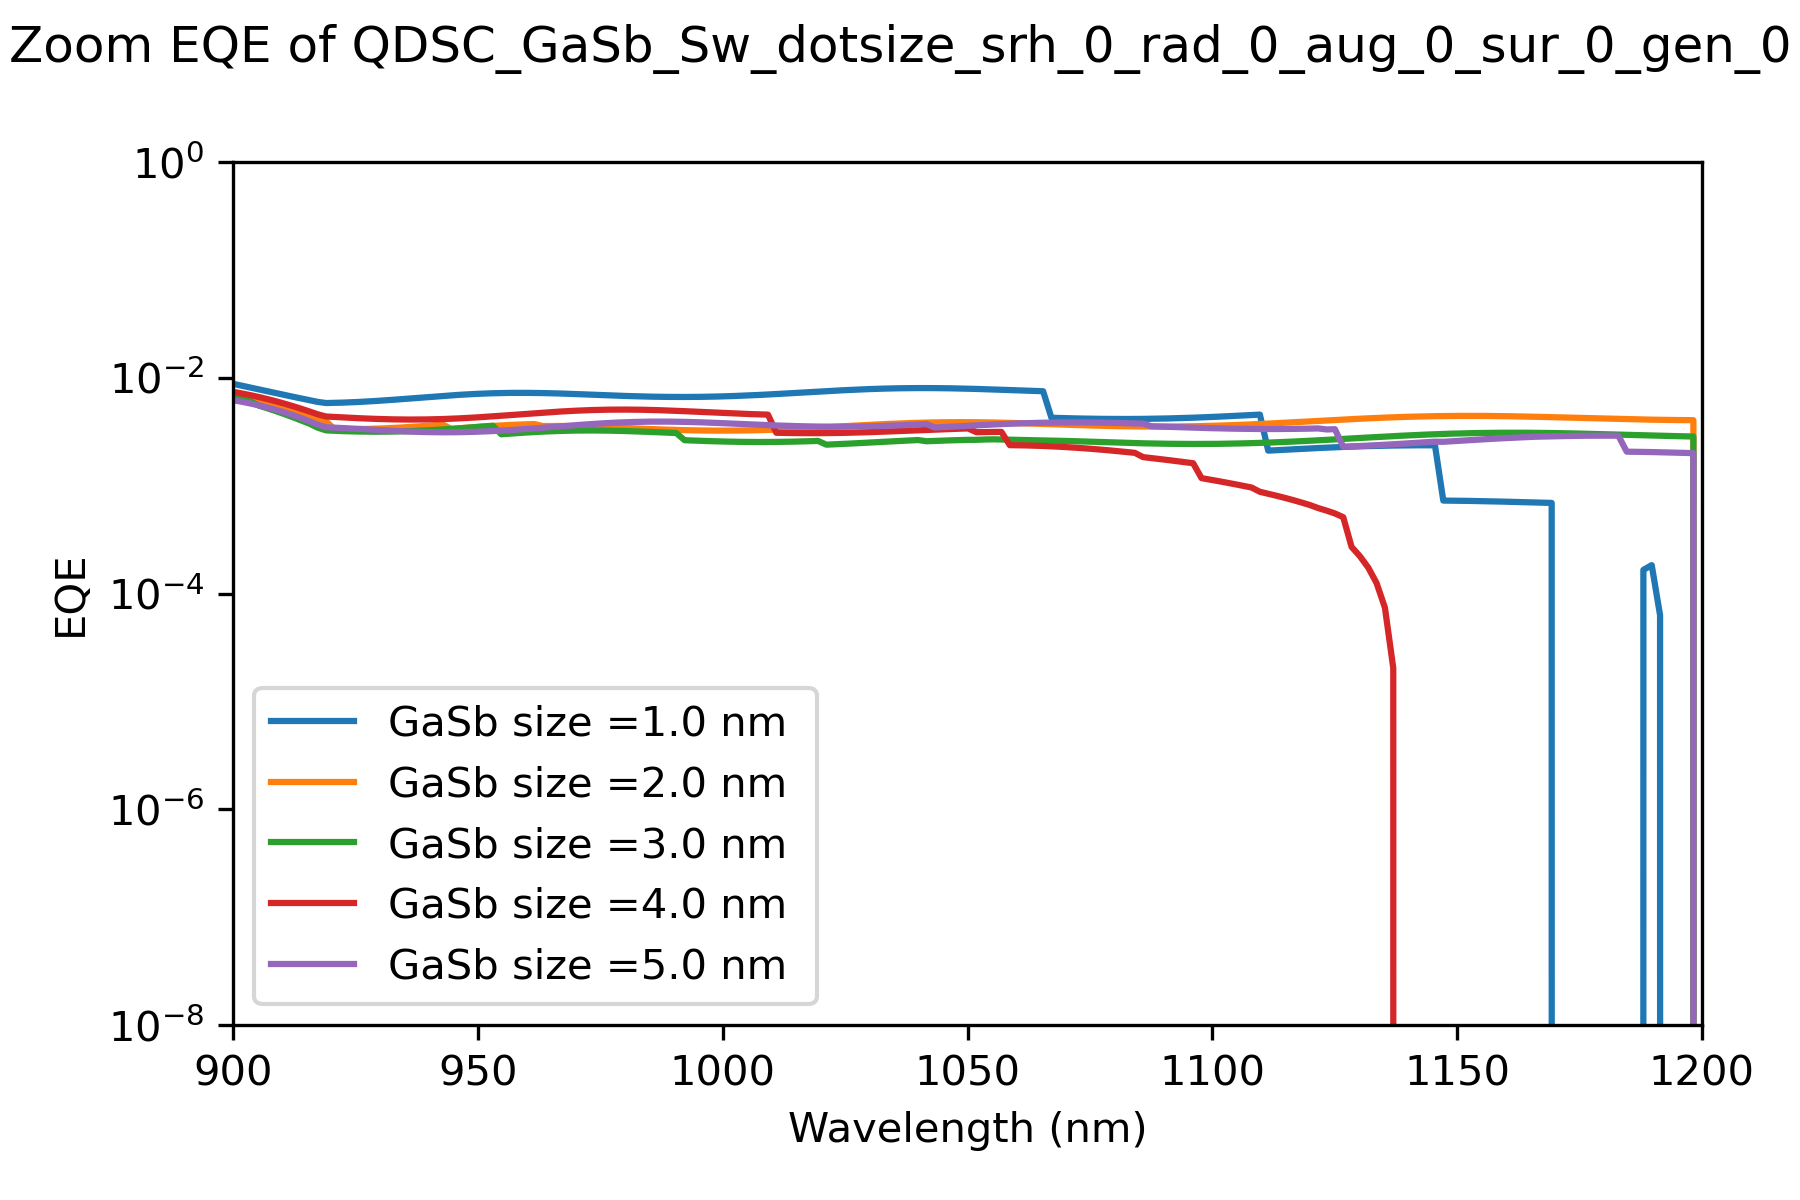 Zoom EQE of QDSC_GaSb_Sw_dotsize_srh_0_rad_0_aug_0_sur_0_gen_0
10⁰
10⁻²
10⁻⁴
10⁻⁶
10⁻⁸
EQE
GaSb size =1.0 nm
GaSb size =2.0 nm
GaSb size =3.0 nm
GaSb size =4.0 nm
GaSb size =5.0 nm
900 950 1000 1050 1100 1150 1200
Wavelength (nm)